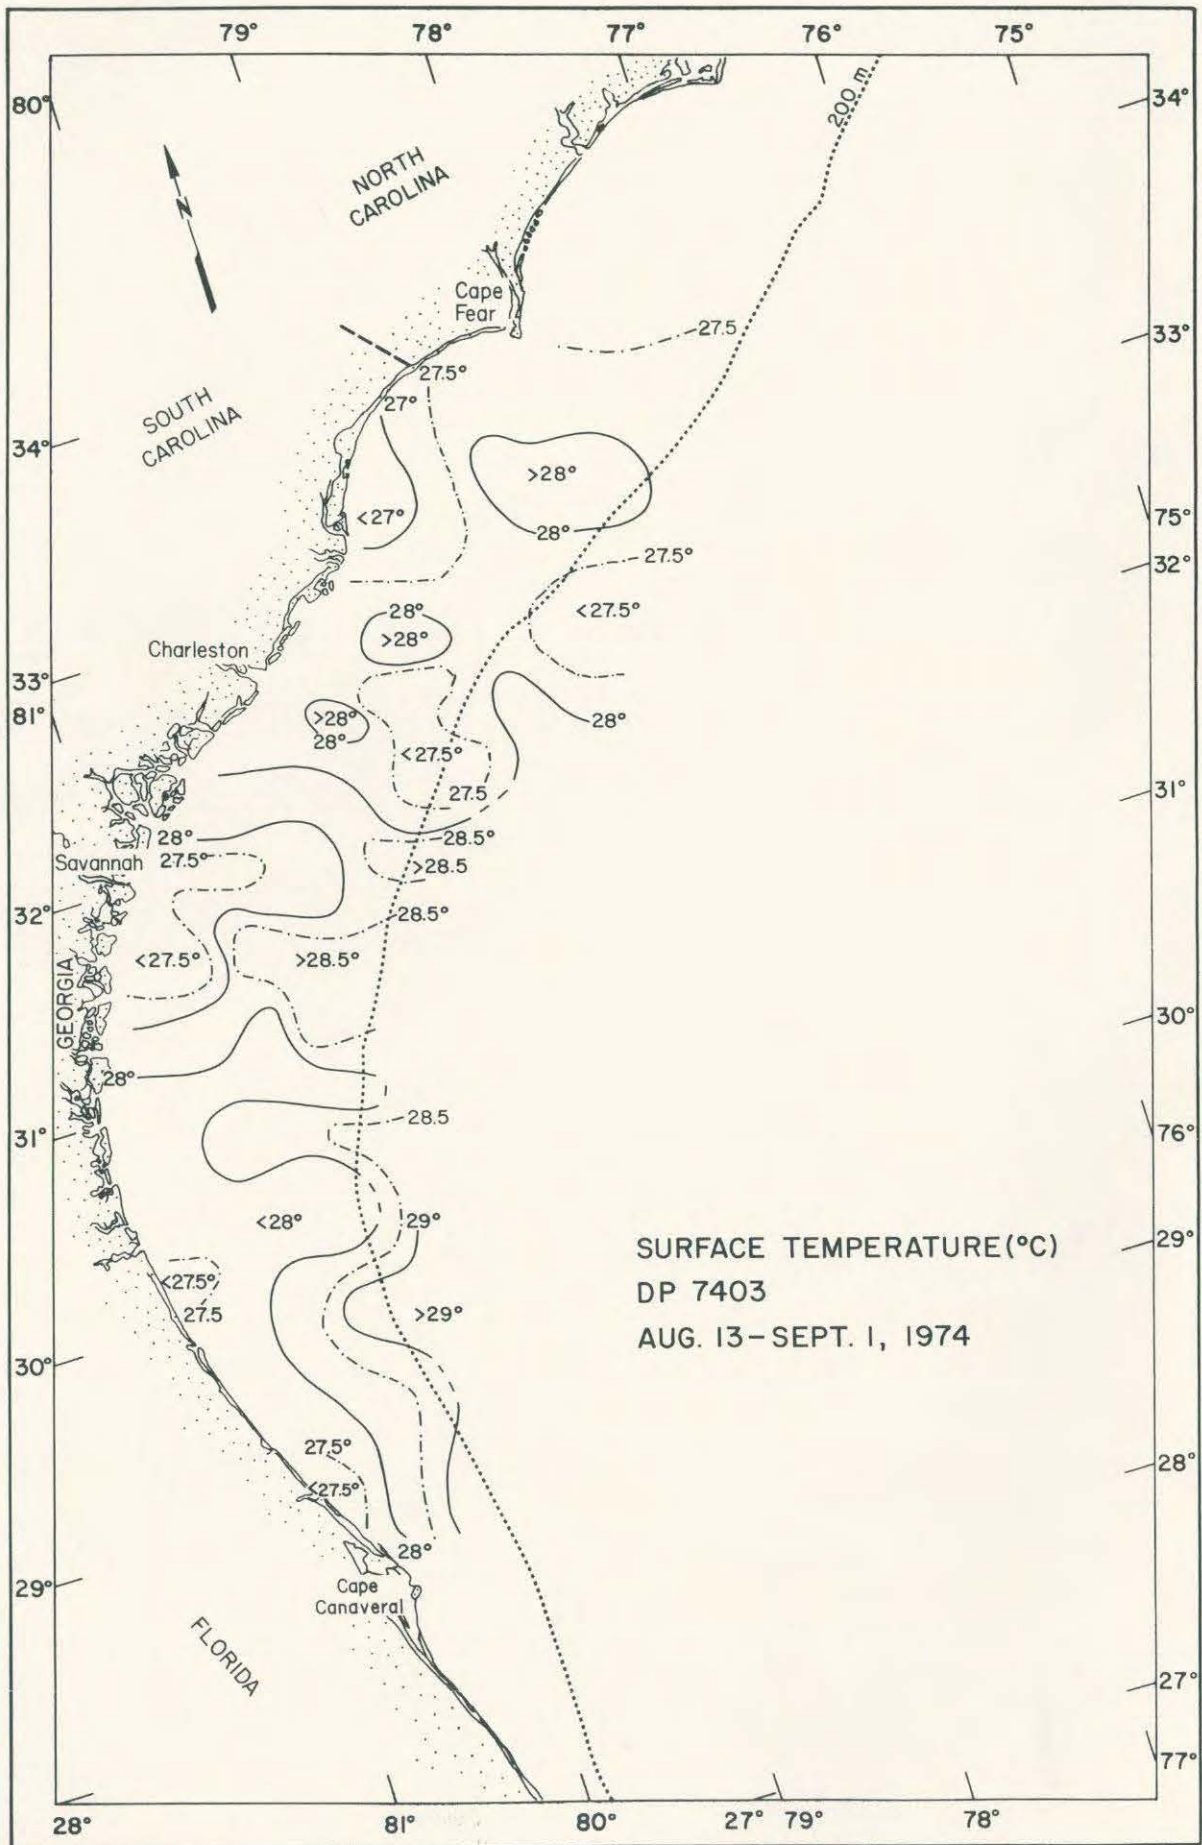 79° 78° 77° 76° 75°
80°
200 m
34°
N
NORTH
CAROLINA
Cape
Fear
27.5
33°
27.5°
27°
SOUTH
CAROLINA
34°
>28°
<27°
28°
75°
27.5°
32°
28°
<27.5°
>28°
Charleston
33°
81°
>28°
28°
28°
<27.5°
27.5
31°
28°
28.5°
Savannah
27.5°
>28.5
32°
28.5°
<27.5°
>28.5°
GEORGIA
30°
28°
28.5
31°
76°
<28°
29°
29°
SURFACE TEMPERATURE (°C)
DP 7403
AUG. 13-SEPT. 1, 1974
<27.5°
27.5
>29°
30°
27.5°
<27.5°
28°
28°
29°
Cape
Canaveral
FLORIDA
27°
77°
28° 81° 80° 27° 79° 78°